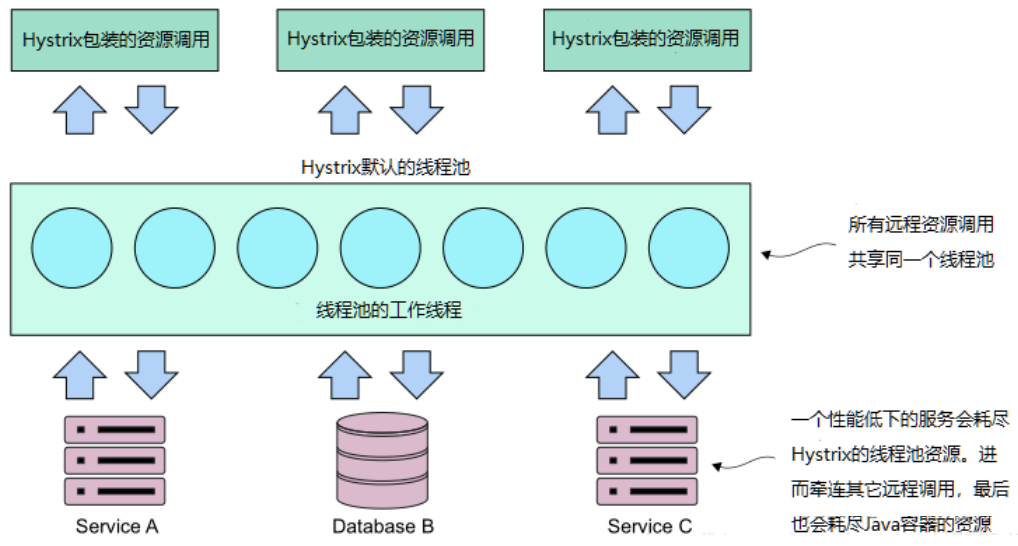 Hystrix包装的资源调用
Hystrix包装的资源调用
Hystrix包装的资源调用
Hystrix默认的线程池
线程池的工作线程
所有远程资源调用
共享同一个线程池
Service A
Database B
Service C
一个性能低下的服务会耗尽
Hystrix的线程池资源。进
而牵连其它远程调用，最后
也会耗尽Java容器的资源